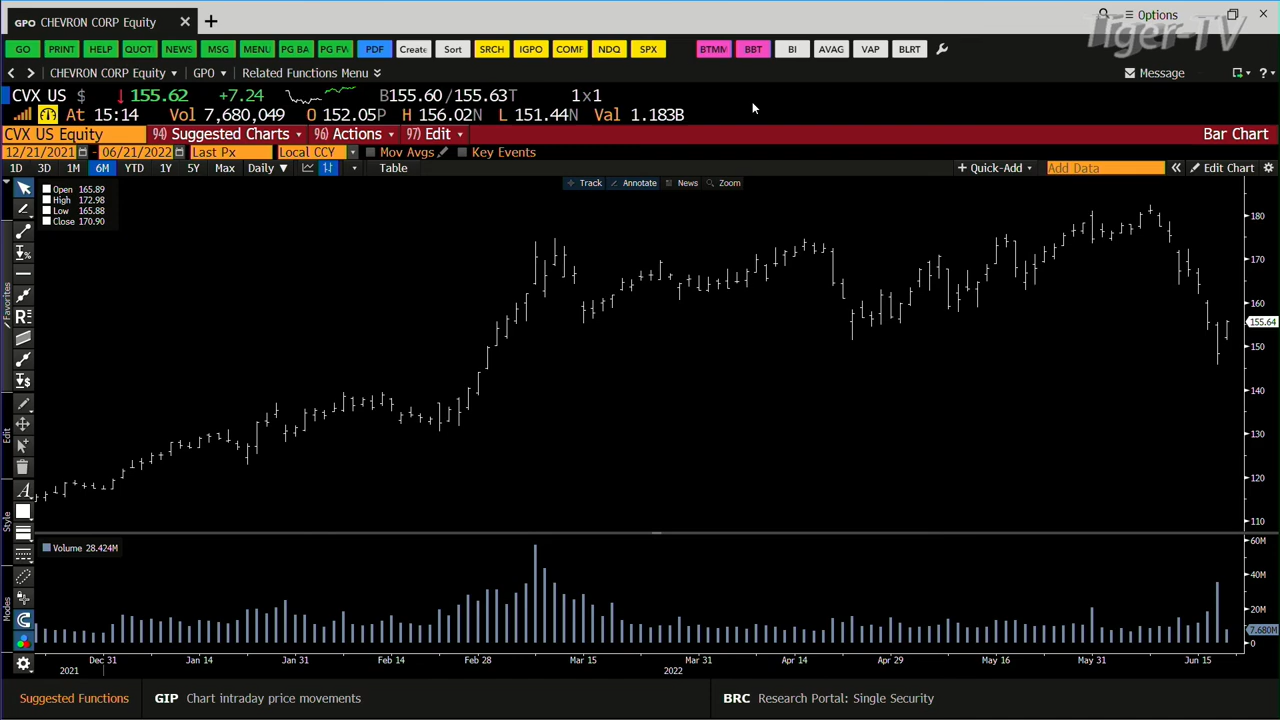 GPO CHEVRON CORP Equity
Options
Tiger-TV
GO PRINT HELP QUOT NEWS MSG MENU PG BA PG FW PDF Create Sort SRCH IGPO COMF NDQ SPX BTMM BBT BI AVAG VAP BLRT
CHEVRON CORP Equity GPO Related Functions Menu Message
CVX US $ 155.62 +7.24 B155.60/155.63T 1x1
At 15:14 Vol 7,680,049 O 152.05P H 156.02N L 151.44N Val 1.183B
CVX US Equity 94) Suggested Charts 96) Actions 97) Edit Bar Chart
12/21/2021 - 06/21/2022 Last Px Local CCY Mov Avgs Key Events
1D 3D 1M 6M YTD 1Y 5Y Max Daily Table + Quick-Add Add Data Edit Chart
Track Annotate News Zoom
Open 165.89
High 172.98
Low 165.88
Close 170.90
180
170
160
155.64
150
140
130
120
110
Favorites
Edit
Style
Modes
Volume 28.424M
60M
40M
20M
7.680M
0
Dec 31 Jan 14 Jan 31 Feb 14 Feb 28 Mar 15 Mar 31 Apr 14 Apr 29 May 16 May 31 Jun 15
2021 2022
Suggested Functions GIP Chart intraday price movements BRC Research Portal: Single Security